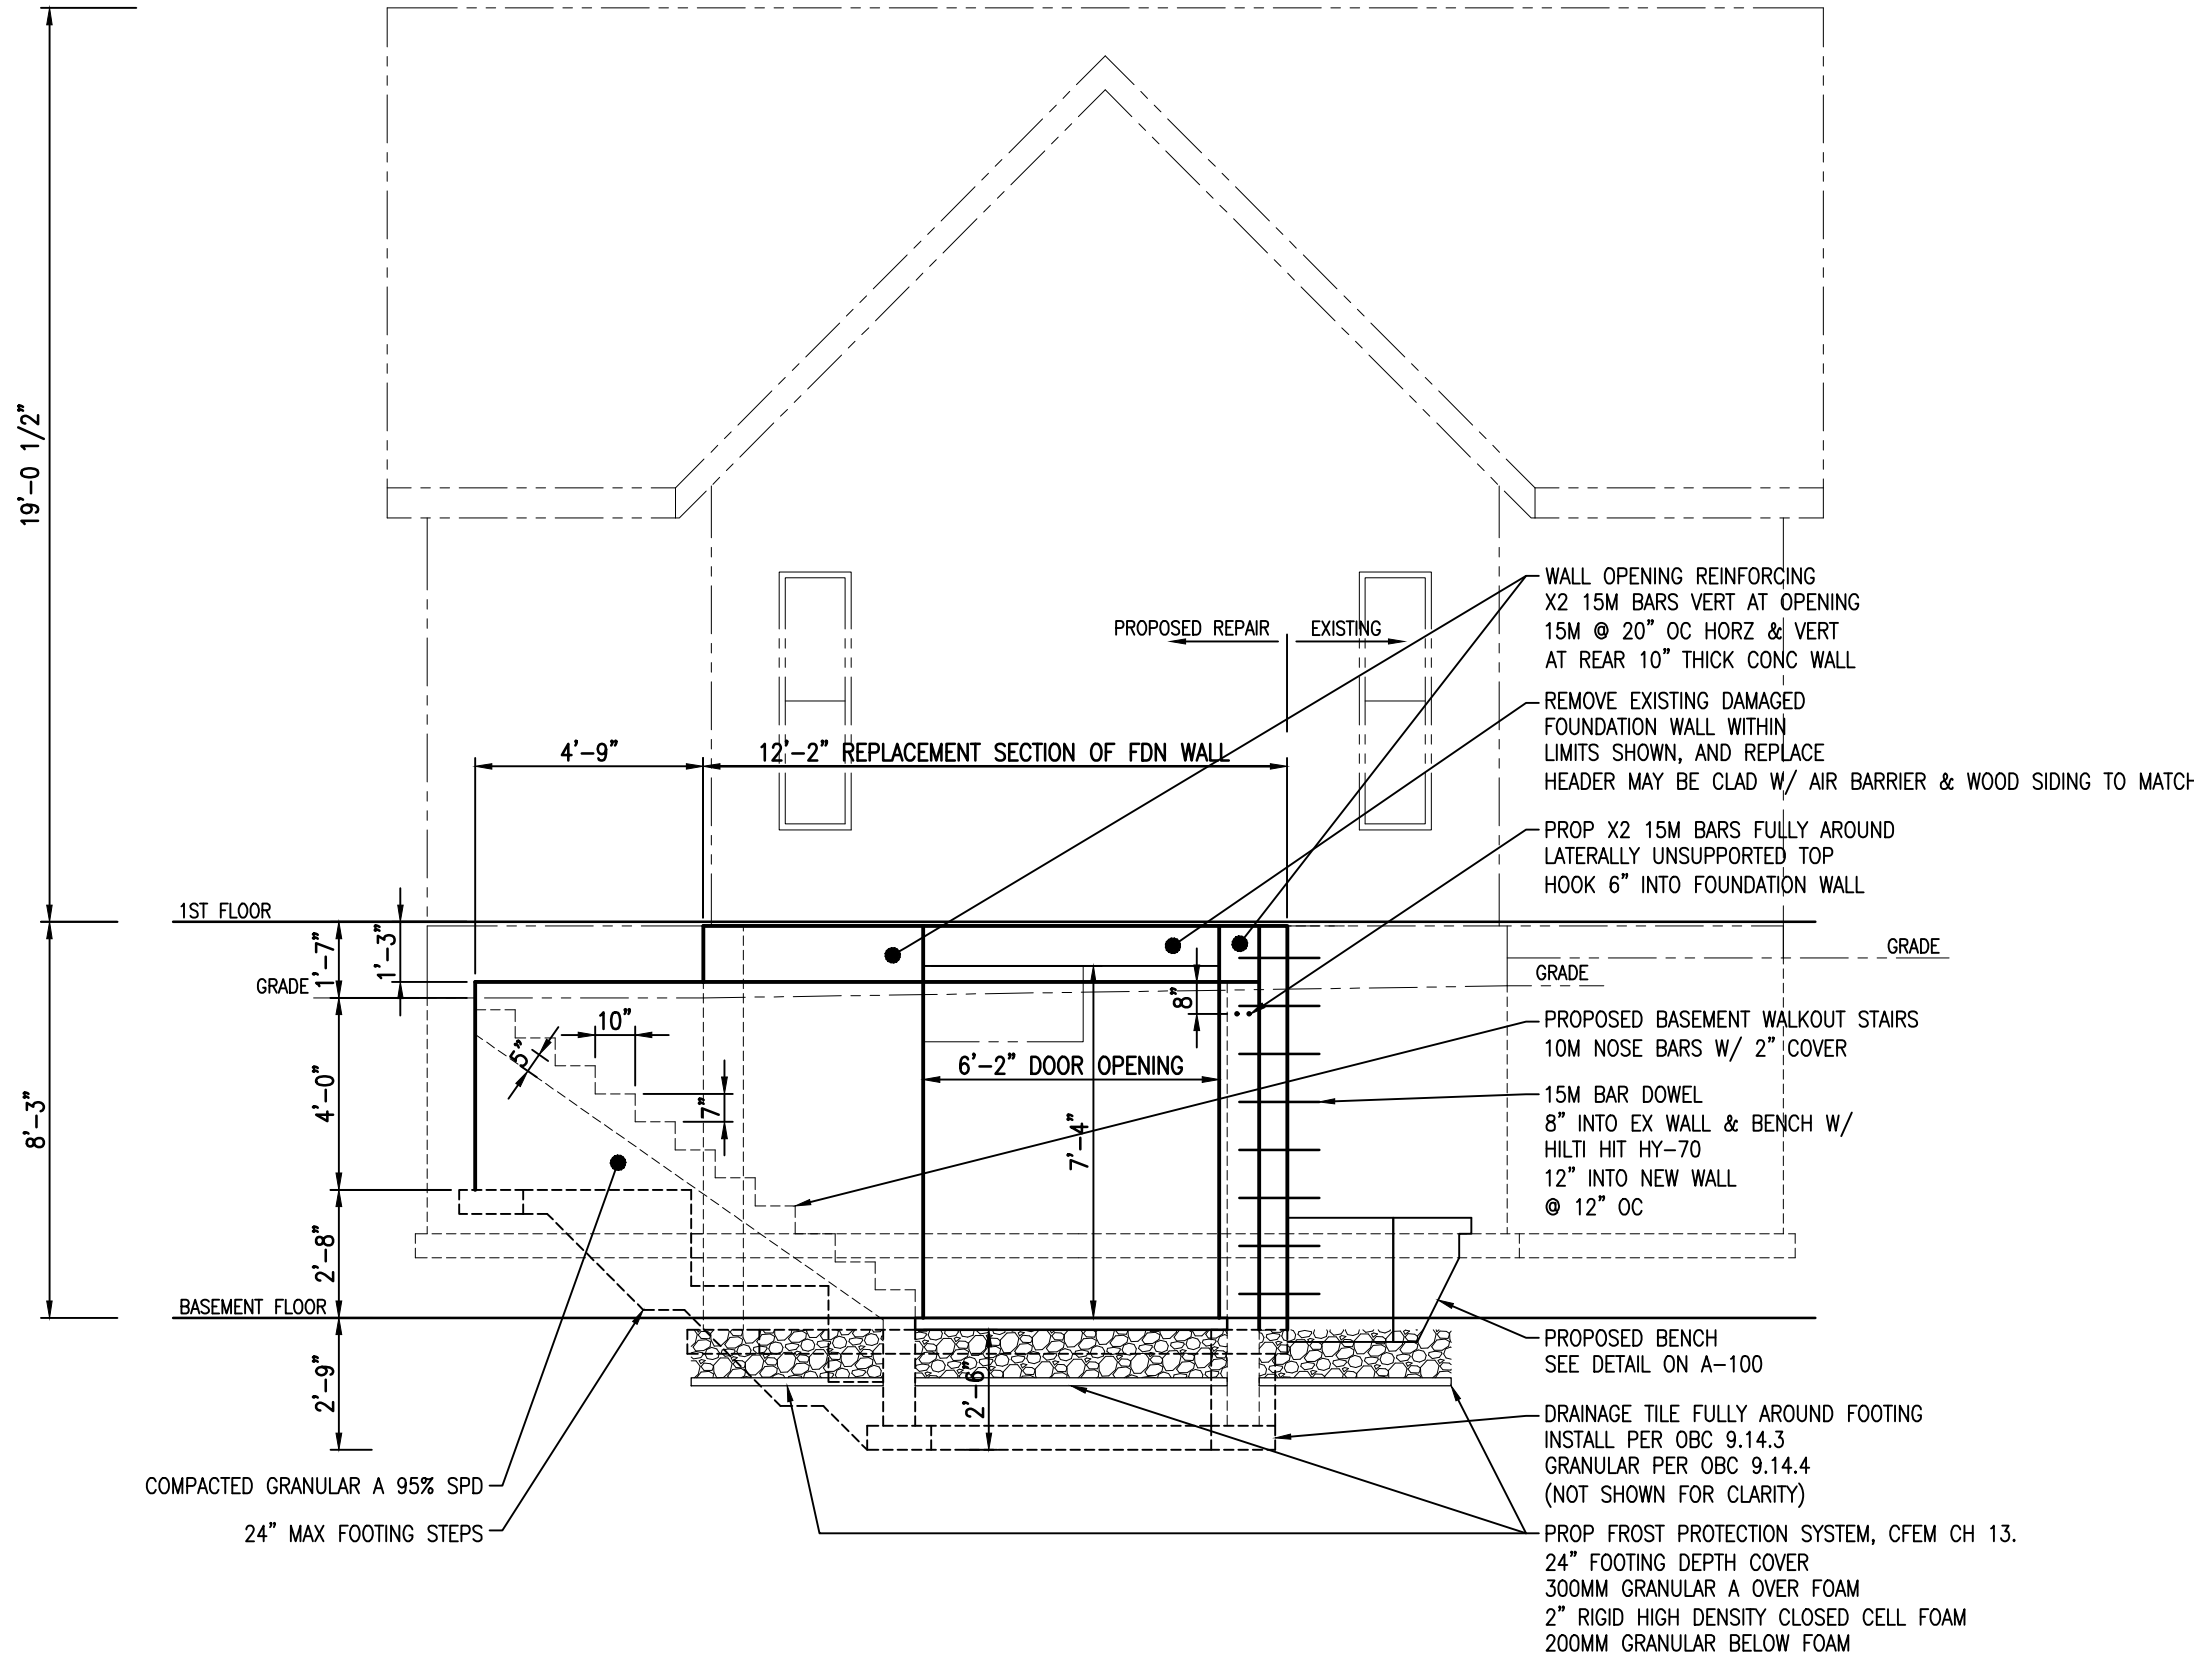 19'-0 1/2"
WALL OPENING REINFORCING
X2 15M BARS VERT AT OPENING
15M @ 20" OC HORZ & VERT
AT REAR 10" THICK CONC WALL
PROPOSED REPAIR
EXISTING
REMOVE EXISTING DAMAGED
FOUNDATION WALL WITHIN
LIMITS SHOWN, AND REPLACE
HEADER MAY BE CLAD W/ AIR BARRIER & WOOD SIDING TO MATCH
4'-9"
12'-2" REPLACEMENT SECTION OF FDN WALL
PROP X2 15M BARS FULLY AROUND
LATERALLY UNSUPPORTED TOP
HOOK 6" INTO FOUNDATION WALL
1ST FLOOR
1'-7"
1'-3"
GRADE
GRADE
GRADE
8"
10"
5"
7"
4'-0"
8'-3"
6'-2" DOOR OPENING
7'-4"
PROPOSED BASEMENT WALKOUT STAIRS
10M NOSE BARS W/ 2" COVER
15M BAR DOWEL
8" INTO EX WALL & BENCH W/
HILTI HIT HY-70
12" INTO NEW WALL
@ 12" OC
2'-8"
BASEMENT FLOOR
2'-9"
2'-6"
PROPOSED BENCH
SEE DETAIL ON A-100
DRAINAGE TILE FULLY AROUND FOOTING
INSTALL PER OBC 9.14.3
GRANULAR PER OBC 9.14.4
(NOT SHOWN FOR CLARITY)
COMPACTED GRANULAR A 95% SPD
24" MAX FOOTING STEPS
PROP FROST PROTECTION SYSTEM, CFEM CH 13.
24" FOOTING DEPTH COVER
300MM GRANULAR A OVER FOAM
2" RIGID HIGH DENSITY CLOSED CELL FOAM
200MM GRANULAR BELOW FOAM